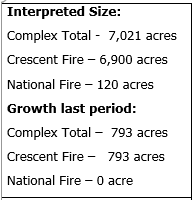 Interpreted Size:
Complex Total - 7,021 acres
Crescent Fire – 6,900 acres
National Fire – 120 acres
Growth last period:
Complex Total – 793 acres
Crescent Fire – 793 acres
National Fire – 0 acre